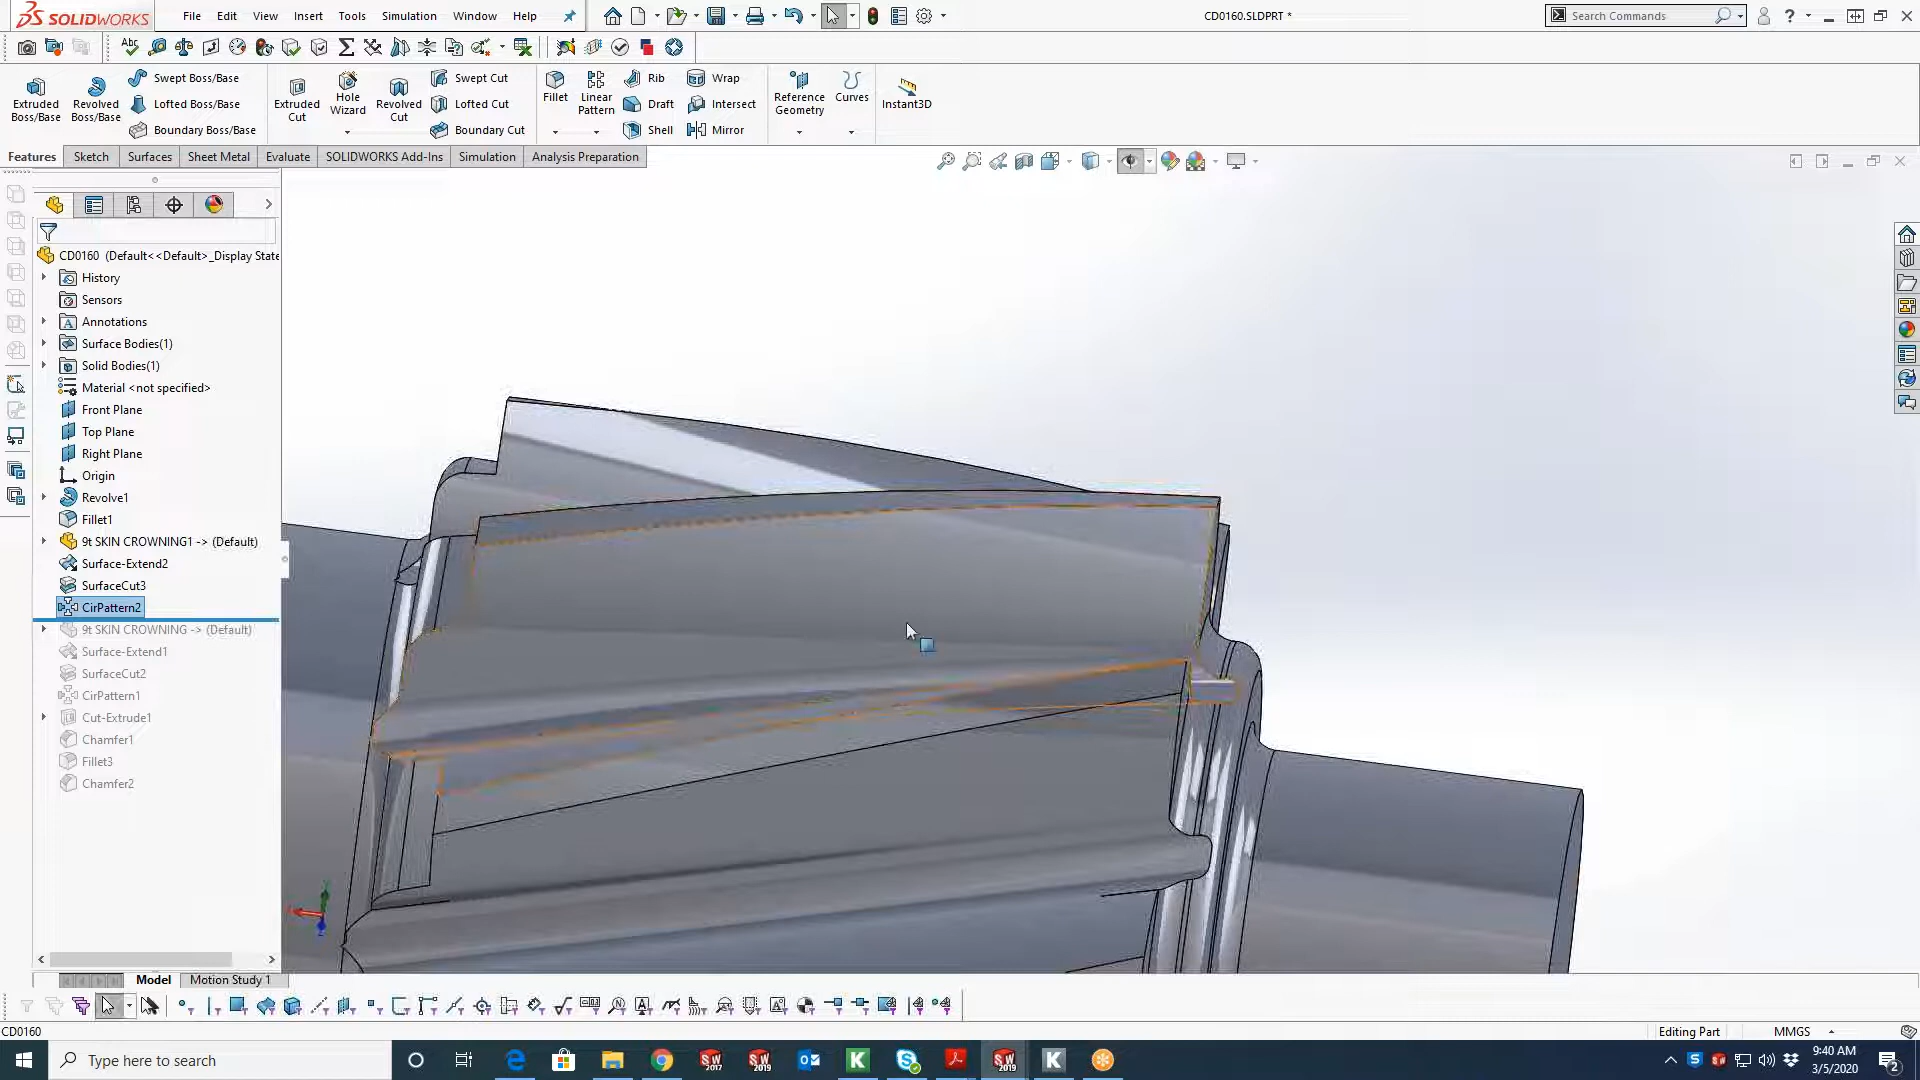 SOLIDWORKS
File Edit View Insert Tools Simulation Window Help
CD0160.SLDPRT *
Search Commands
Extruded Boss/Base
Revolved Boss/Base
Swept Boss/Base
Lofted Boss/Base
Boundary Boss/Base
Extruded Cut
Hole Wizard
Revolved Cut
Swept Cut
Lofted Cut
Boundary Cut
Fillet
Linear Pattern
Rib
Draft
Shell
Wrap
Intersect
Mirror
Reference Geometry
Curves
Instant3D
Features Sketch Surfaces Sheet Metal Evaluate SOLIDWORKS Add-Ins Simulation Analysis Preparation
CD0160 (Default<<Default>_Display State
History
Sensors
Annotations
Surface Bodies(1)
Solid Bodies(1)
Material <not specified>
Front Plane
Top Plane
Right Plane
Origin
Revolve1
Fillet1
9t SKIN CROWNING1 -> (Default)
Surface-Extend2
SurfaceCut3
CirPattern2
9t SKIN CROWNING -> (Default)
Surface-Extend1
SurfaceCut2
CirPattern1
Cut-Extrude1
Chamfer1
Fillet3
Chamfer2
Model Motion Study 1
CD0160
Editing Part
MMGS
Type here to search
9:40 AM
3/5/2020